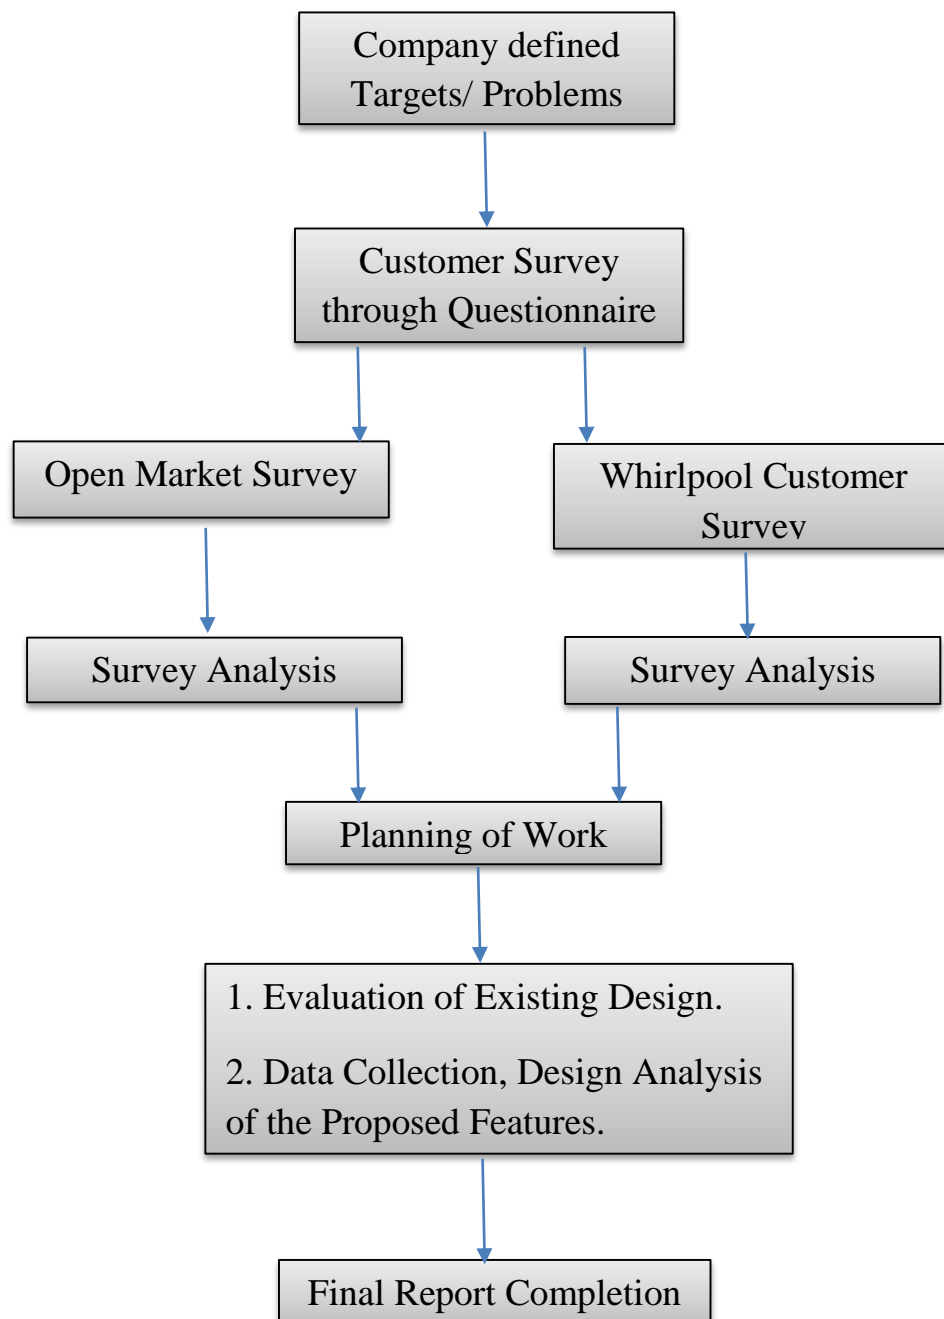 Company defined
Targets/ Problems
Customer Survey
through Questionnaire
Open Market Survey
Whirlpool Customer
Survey
Survey Analysis
Survey Analysis
Planning of Work
1. Evaluation of Existing Design.
2. Data Collection, Design Analysis
of the Proposed Features.
Final Report Completion